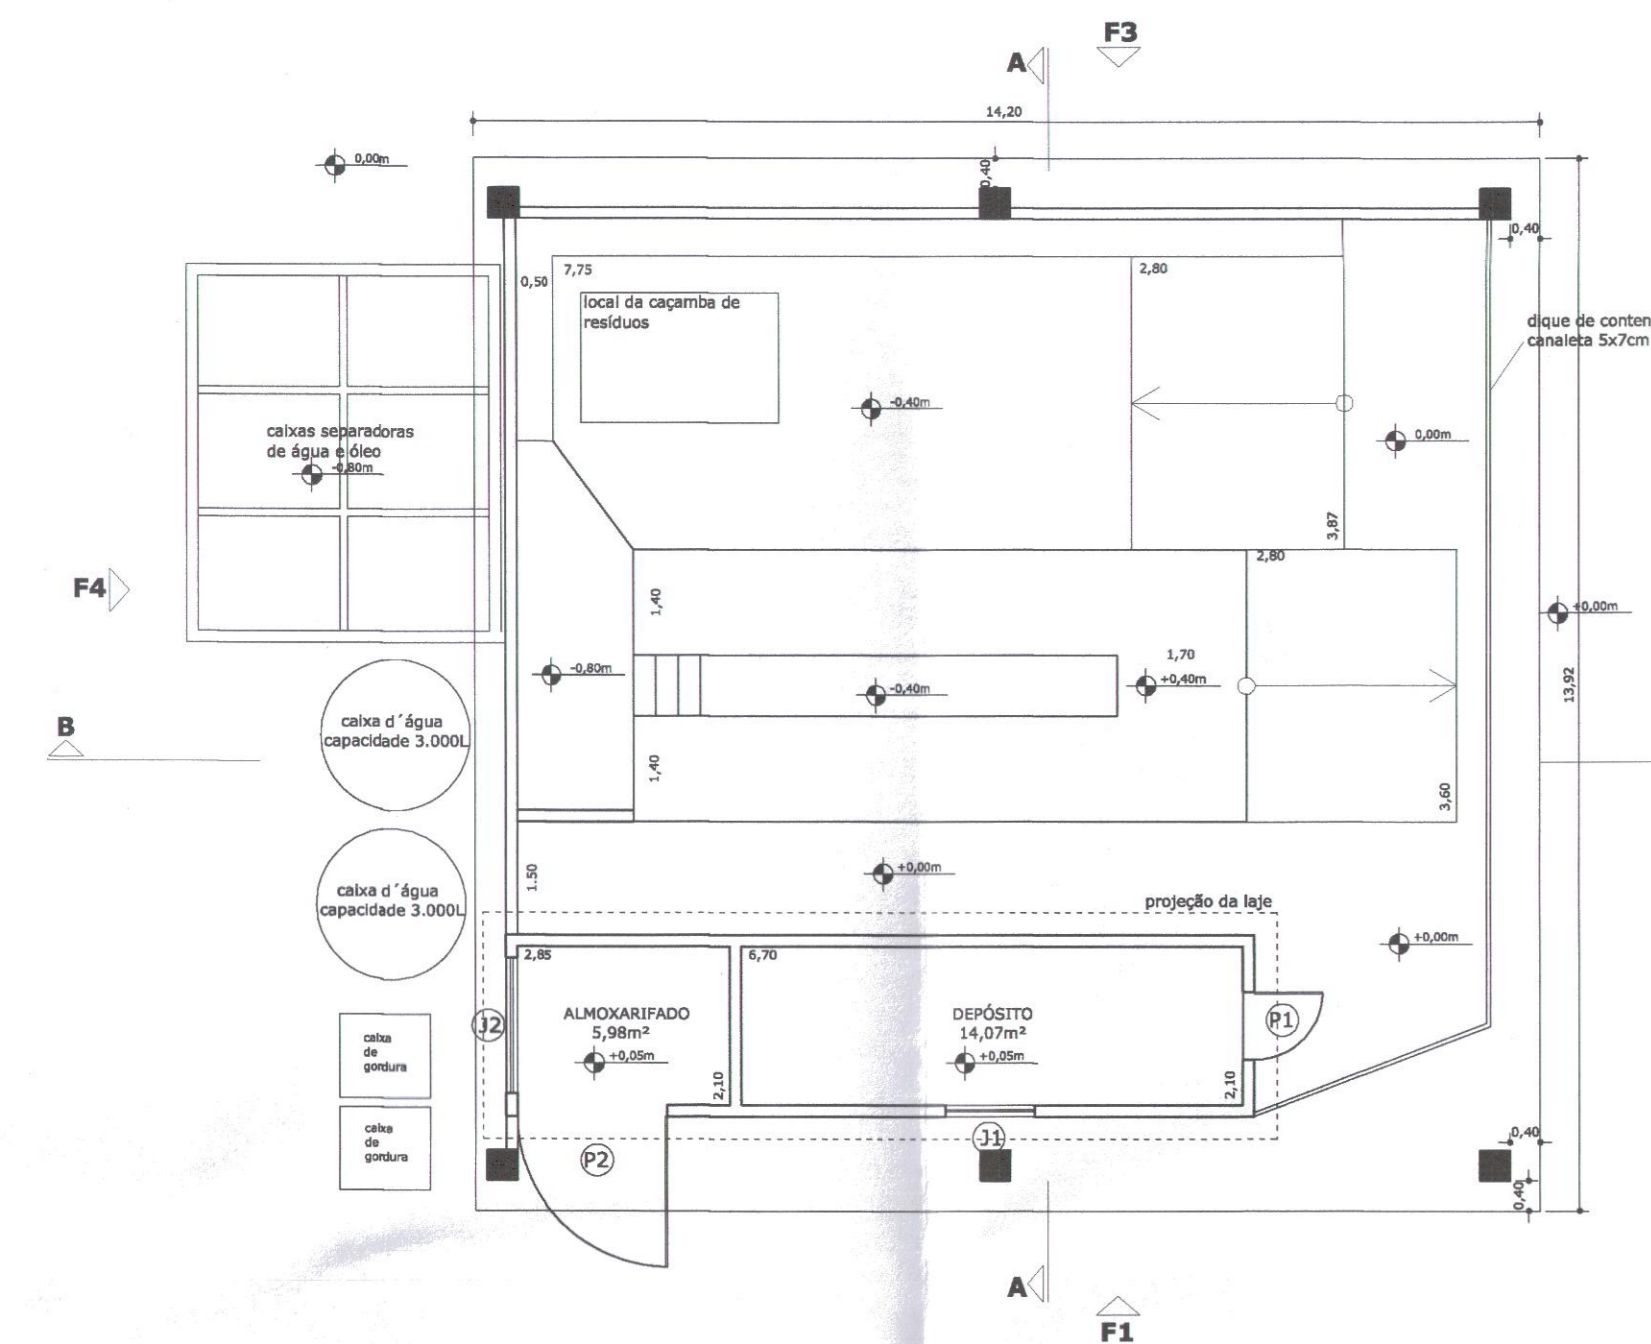 F3
A
14,20
0,00m
0,40
0,40
7,75
2,80
0,50
local da caçamba de
resíduos
dique de conten
canaleta 5x7cm
-0,40m
0,00m
caixas separadoras
de água e óleo
-0,80m
3,87
2,80
F4
1,40
+0,00m
1,70
-0,80m
+0,40m
-0,40m
13,92
B
caixa d´água
capacidade 3.000L
1,40
3,60
+0,00m
1.50
caixa d´água
capacidade 3.000L
projeção da laje
+0,00m
2,85
6,70
J2
ALMOXARIFADO
5,98m²
+0,05m
DEPÓSITO
14,07m²
+0,05m
P1
2,10
2,10
caixa
de
gordura
caixa
de
gordura
J1
P2
0,40
0,40
A
F1